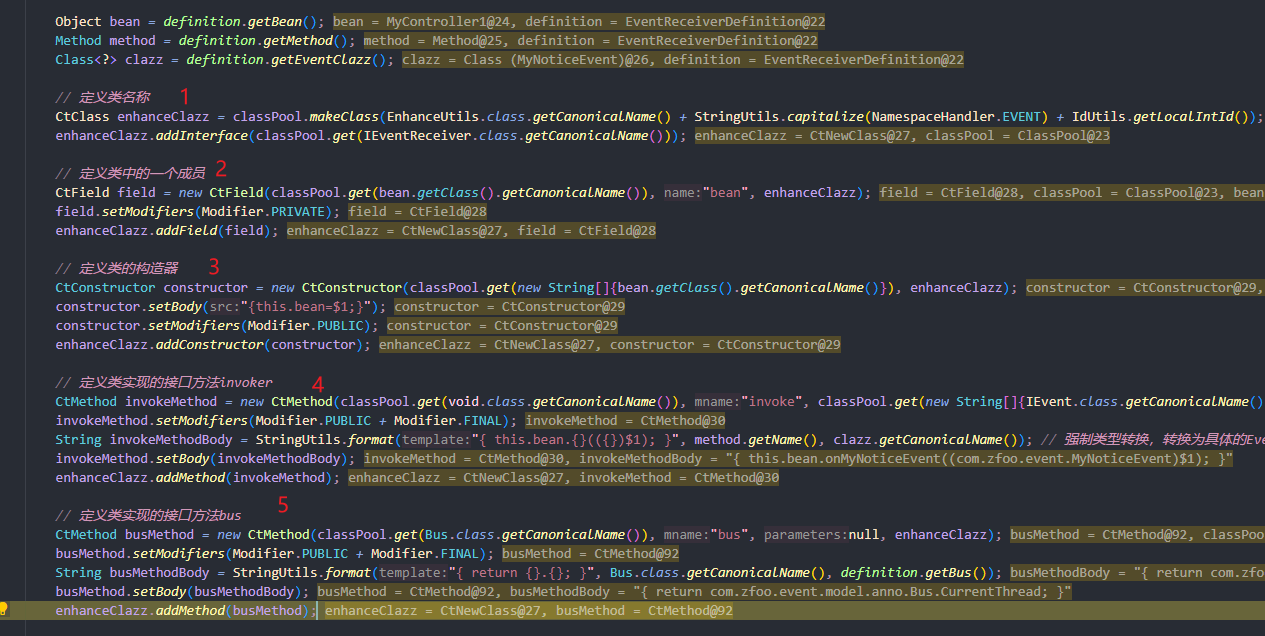 Object bean = definition.getBean(); bean = MyController1@24, definition = EventReceiverDefinition@22
Method method = definition.getMethod(); method = Method@25, definition = EventReceiverDefinition@22
Class<?> clazz = definition.getEventClazz(); clazz = Class (MyNoticeEvent)@26, definition = EventReceiverDefinition@22
// 定义类名称 1
CtClass enhanceClazz = classPool.makeClass(EnhanceUtils.class.getCanonicalName() + StringUtils.capitalize(NamespaceHandler.EVENT) + IdUtils.getLocalIntId());
enhanceClazz.addInterface(classPool.get(IEventReceiver.class.getCanonicalName())); enhanceClazz = CtNewClass@27, classPool = ClassPool@23
// 定义类中的一个成员 2
CtField field = new CtField(classPool.get(bean.getClass().getCanonicalName()), name:"bean", enhanceClazz); field = CtField@28, classPool = ClassPool@23, bean
field.setModifiers(Modifier.PRIVATE); field = CtField@28
enhanceClazz.addField(field); enhanceClazz = CtNewClass@27, field = CtField@28
// 定义类的构造器 3
CtConstructor constructor = new CtConstructor(classPool.get(new String[]{bean.getClass().getCanonicalName()}), enhanceClazz); constructor = CtConstructor@29,
constructor.setBody(src:"{this.bean=$1;}"); constructor = CtConstructor@29
constructor.setModifiers(Modifier.PUBLIC); constructor = CtConstructor@29
enhanceClazz.addConstructor(constructor); enhanceClazz = CtNewClass@27, constructor = CtConstructor@29
// 定义类实现的接口方法invoker 4
CtMethod invokeMethod = new CtMethod(classPool.get(void.class.getCanonicalName()), mname:"invoke", classPool.get(new String[]{IEvent.class.getCanonicalName()
invokeMethod.setModifiers(Modifier.PUBLIC + Modifier.FINAL); invokeMethod = CtMethod@30
String invokeMethodBody = StringUtils.format(template:"{ this.bean.{}(({})$1); }", method.getName(), clazz.getCanonicalName()); // 强制类型转换，转换为具体的Eve
invokeMethod.setBody(invokeMethodBody); invokeMethod = CtMethod@30, invokeMethodBody = "{ this.bean.onMyNoticeEvent((com.zfoo.event.MyNoticeEvent)$1); }"
enhanceClazz.addMethod(invokeMethod); enhanceClazz = CtNewClass@27, invokeMethod = CtMethod@30
// 定义类实现的接口方法bus 5
CtMethod busMethod = new CtMethod(classPool.get(Bus.class.getCanonicalName()), mname:"bus", parameters:null, enhanceClazz); busMethod = CtMethod@92, classPoo
busMethod.setModifiers(Modifier.PUBLIC + Modifier.FINAL); busMethod = CtMethod@92
String busMethodBody = StringUtils.format(template:"{ return {}.{}; }", Bus.class.getCanonicalName(), definition.getBus()); busMethodBody = "{ return com.zfoo
busMethod.setBody(busMethodBody); busMethod = CtMethod@92, busMethodBody = "{ return com.zfoo.event.model.anno.Bus.CurrentThread; }"
enhanceClazz.addMethod(busMethod); enhanceClazz = CtNewClass@27, busMethod = CtMethod@92